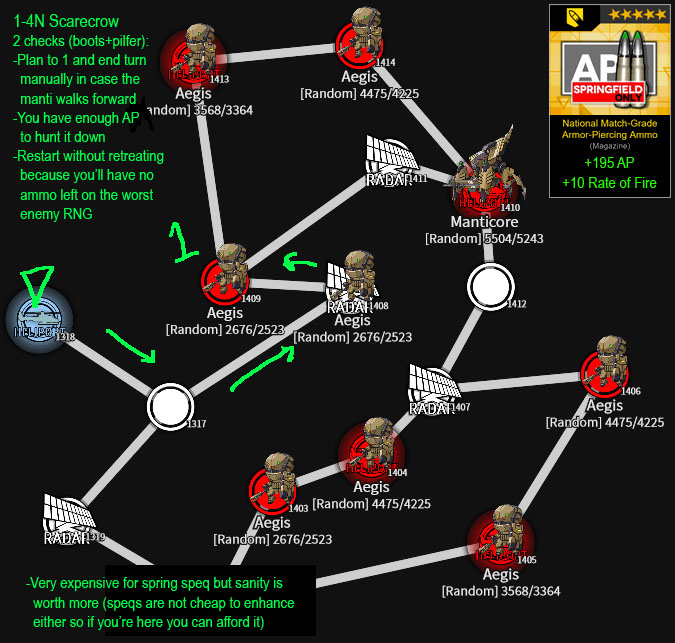 1-4N Scarecrow
2 checks (boots+pilfer):
-Plan to 1 and end turn
manually in case the
manti walks forward
-You have enough AP
to hunt it down
-Restart without retreating
because you'll have no
ammo left on the worst
enemy RNG
AP
SPRINGFIELD
ONLY
National Match-Grade
Armor-Piercing Ammo
(Magazine)
+195 AP
+10 Rate of Fire
HELIPORT
1413
Aegis
[Random] 3568/3364
1414
Aegis
[Random] 4475/4225
RADAR
1411
HELIPORT
1410
Manticore
[Random] 5504/5243
1
1409
Aegis
[Random] 2676/2523
RADAR
1408
Aegis
[Random] 2676/2523
1412
HELIPORT
1318
1317
RADAR
1407
1406
Aegis
[Random] 4475/4225
HELIPORT
1404
Aegis
[Random] 4475/4225
1403
Aegis
[Random] 2676/2523
RADAR
1319
HELIPORT
1405
Aegis
[Random] 3568/3364
-Very expensive for spring speq but sanity is
worth more (speqs are not cheap to enhance
either so if you're here you can afford it)